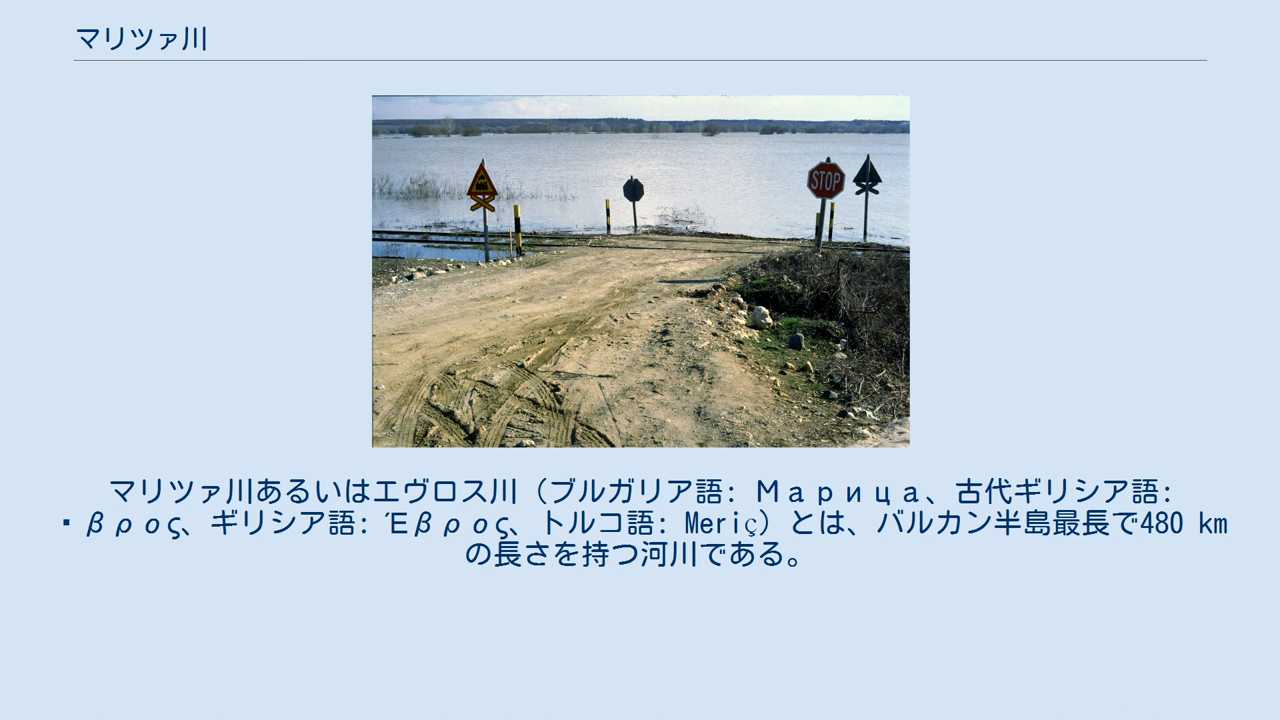 マリツァ川
STOP
マリツァ川あるいはエヴロス川（ブルガリア語: Марица、古代ギリシア語:
βρος、ギリシア語: Έβρος、トルコ語: Meriç）とは、バルカン半島最長で480 km
の長さを持つ河川である。